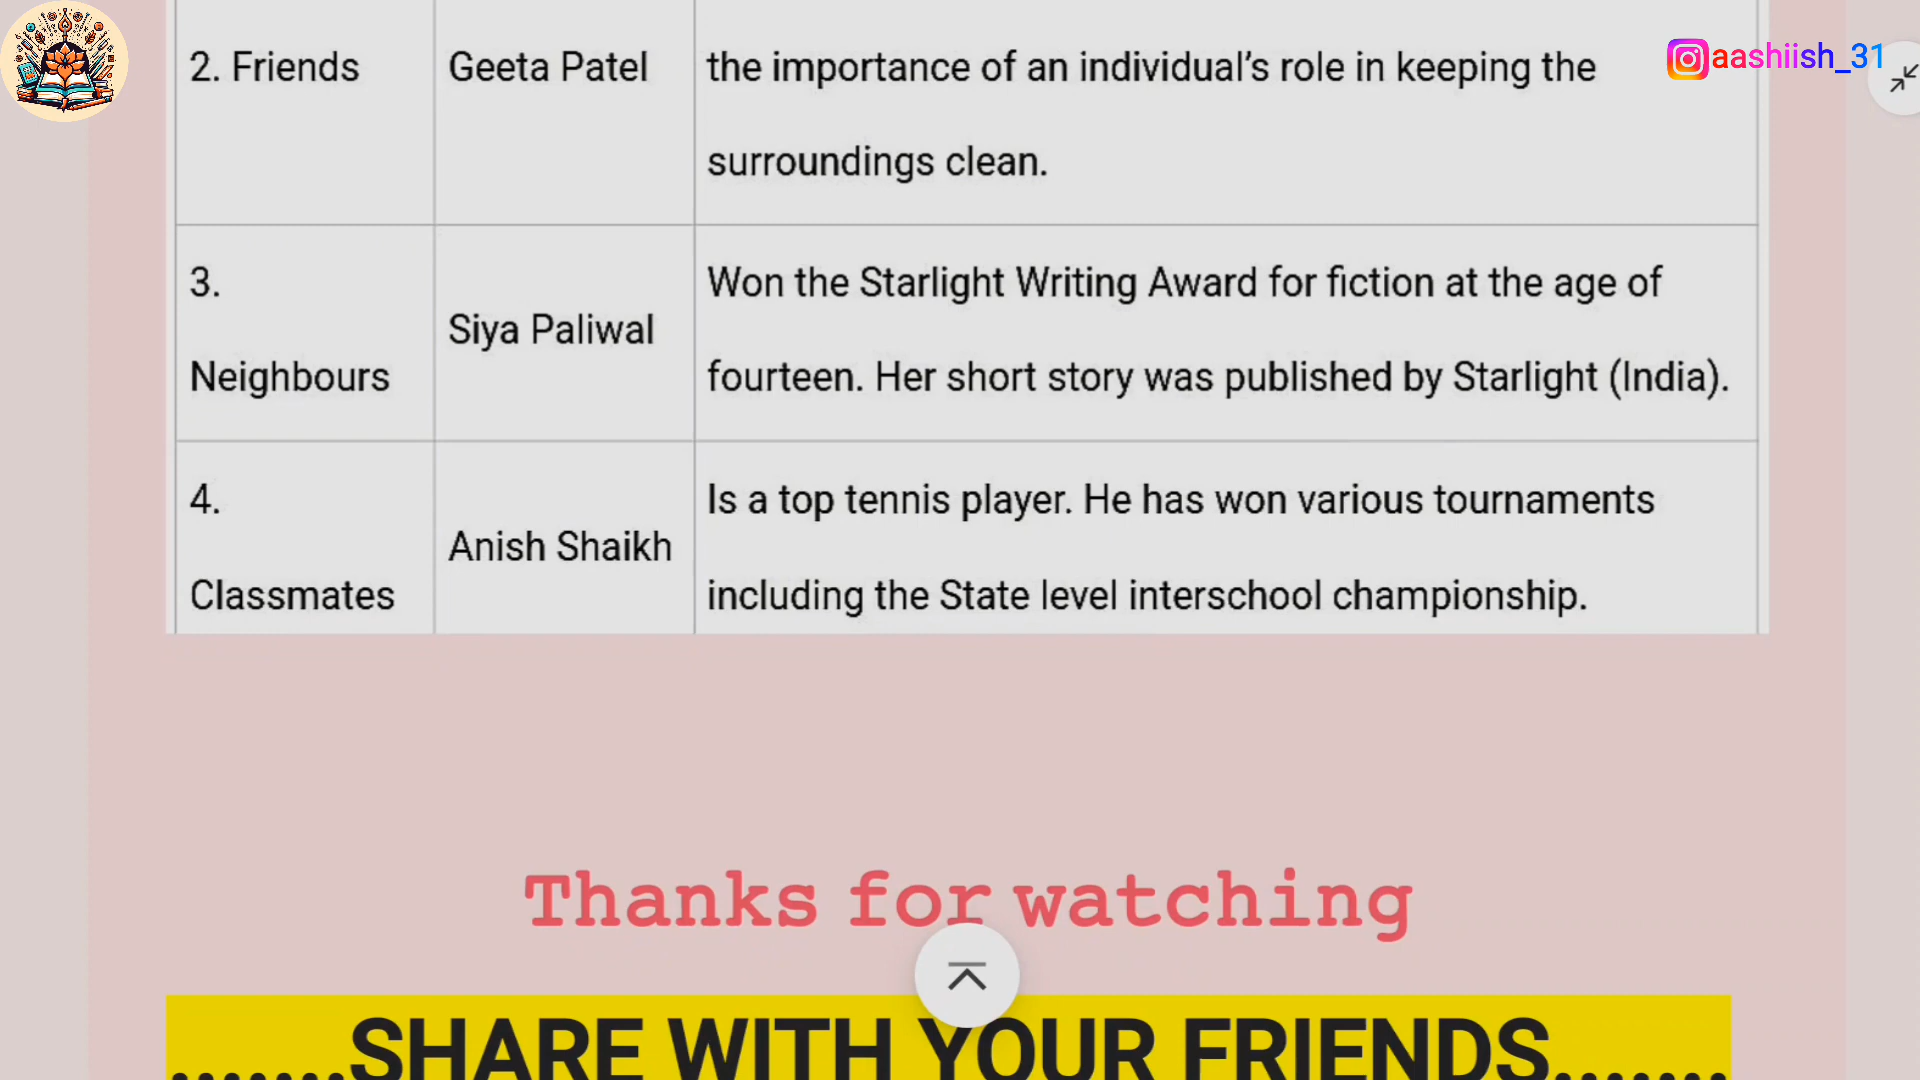 aashiish_31
2. Friends
Geeta Patel
the importance of an individual’s role in keeping the
surroundings clean.
3.
Neighbours
Siya Paliwal
Won the Starlight Writing Award for fiction at the age of
fourteen. Her short story was published by Starlight (India).
4.
Classmates
Anish Shaikh
Is a top tennis player. He has won various tournaments
including the State level interschool championship.
Thanks for watching
.......SHARE WITH YOUR FRIENDS.......